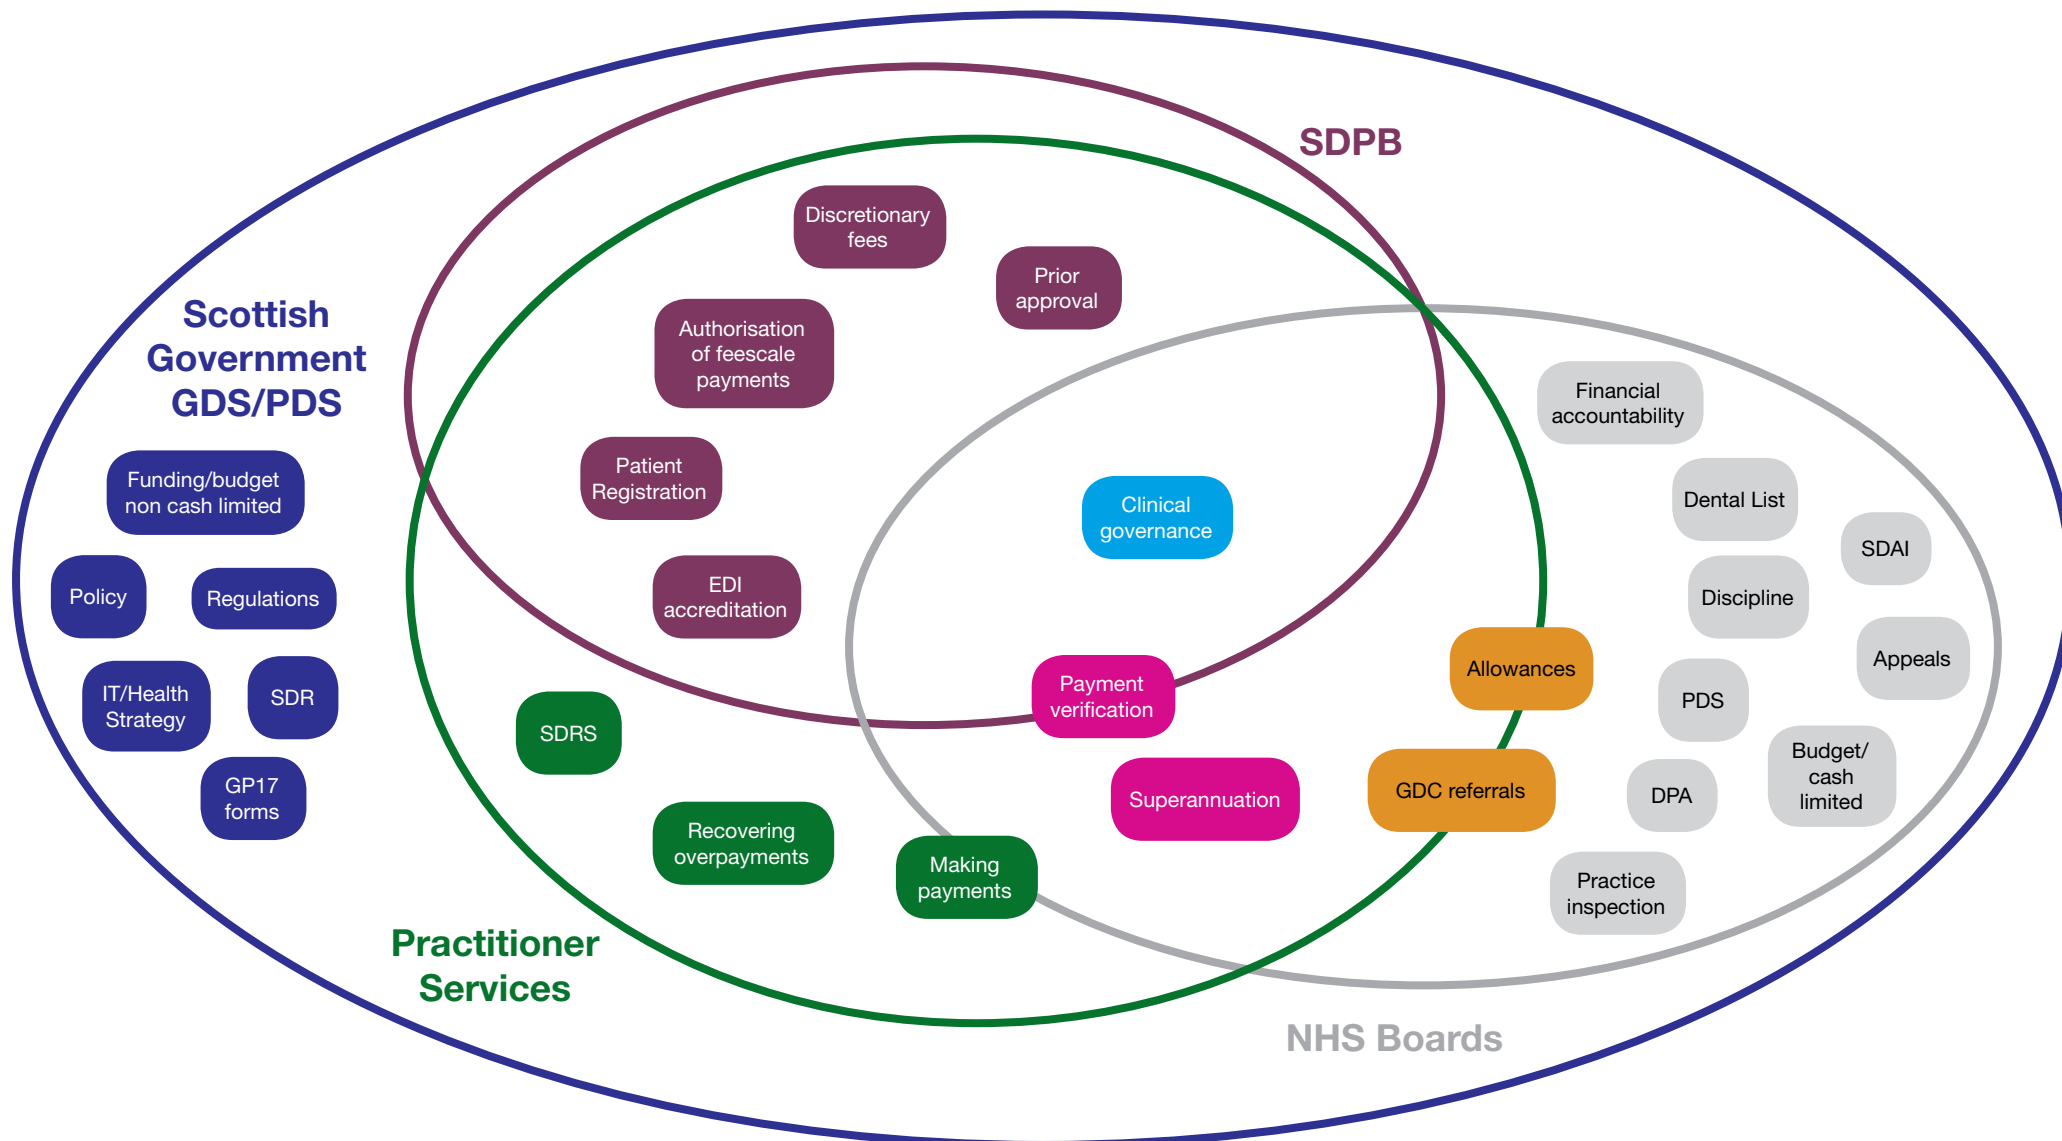 SDPB
Discretionary
fees
Prior
approval
Scottish
Government
GDS/PDS
Authorisation
of feescale
payments
Financial
accountability
Funding/budget
non cash limited
Patient
Registration
Clinical
governance
Dental List
SDAI
Policy
Regulations
EDI
accreditation
Discipline
Allowances
Appeals
IT/Health
Strategy
SDR
Payment
verification
PDS
SDRS
GP17
forms
Superannuation
GDC referrals
DPA
Budget/
cash
limited
Recovering
overpayments
Making
payments
Practice
inspection
Practitioner
Services
NHS Boards